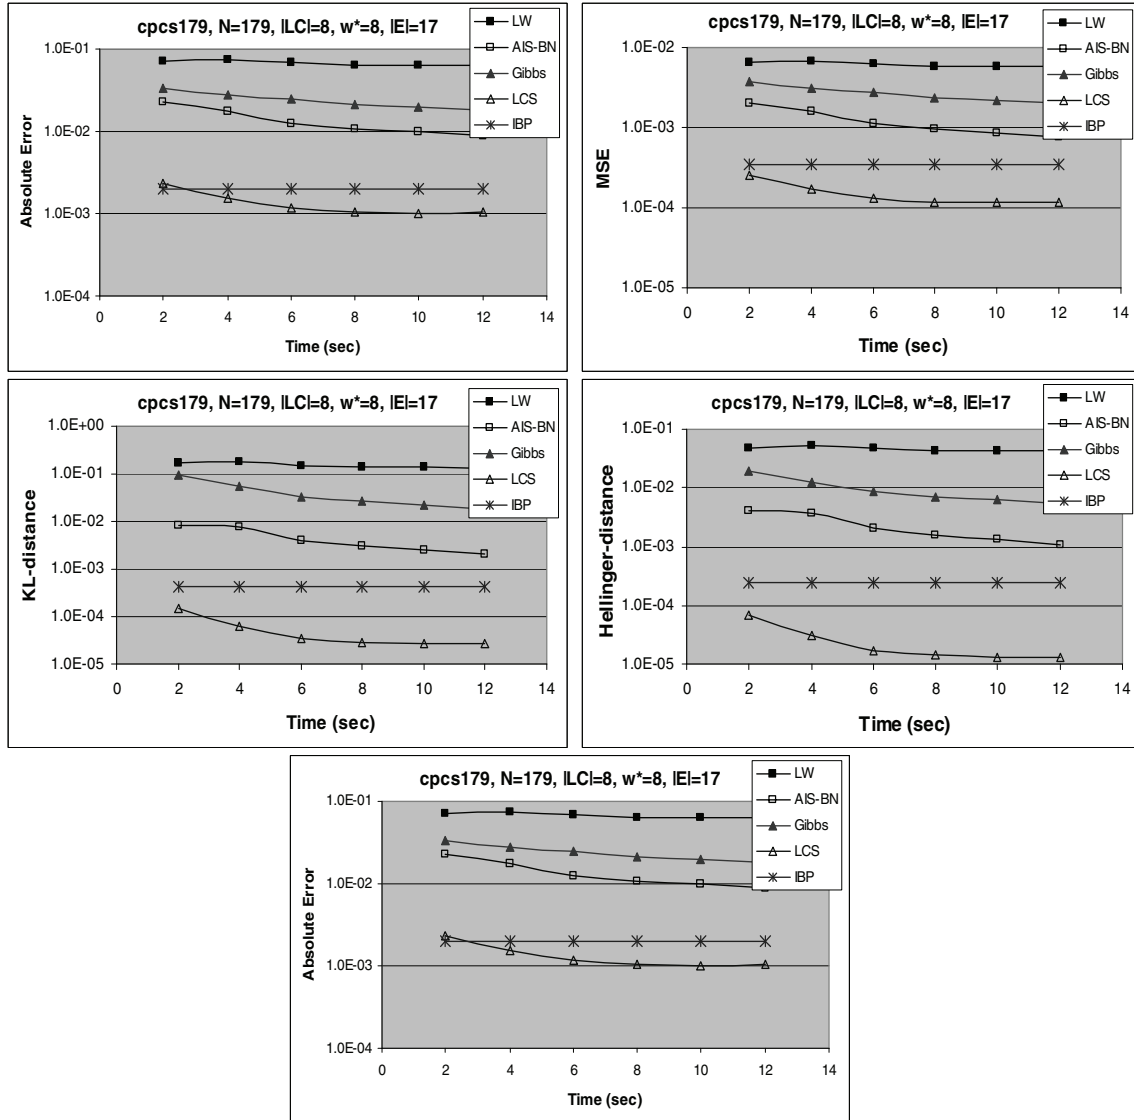 cpcs179, N=179, |LC|=8, w*=8, |E|=17
LW
AIS-BN
Gibbs
LCS
IBP
Absolute Error
1.0E-01
1.0E-02
1.0E-03
1.0E-04
0 2 4 6 8 10 12 14
Time (sec)
cpcs179, N=179, |LC|=8, w*=8, |E|=17
LW
AIS-BN
Gibbs
LCS
IBP
MSE
1.0E-02
1.0E-03
1.0E-04
1.0E-05
0 2 4 6 8 10 12 14
Time (sec)
cpcs179, N=179, |LC|=8, w*=8, |E|=17
LW
AIS-BN
Gibbs
LCS
IBP
KL-distance
1.0E+00
1.0E-01
1.0E-02
1.0E-03
1.0E-04
1.0E-05
0 2 4 6 8 10 12 14
Time (sec)
cpcs179, N=179, |LC|=8, w*=8, |E|=17
LW
AIS-BN
Gibbs
LCS
IBP
Hellinger-distance
1.0E-01
1.0E-02
1.0E-03
1.0E-04
1.0E-05
0 2 4 6 8 10 12 14
Time (sec)
cpcs179, N=179, |LC|=8, w*=8, |E|=17
LW
AIS-BN
Gibbs
LCS
IBP
Absolute Error
1.0E-01
1.0E-02
1.0E-03
1.0E-04
0 2 4 6 8 10 12 14
Time (sec)